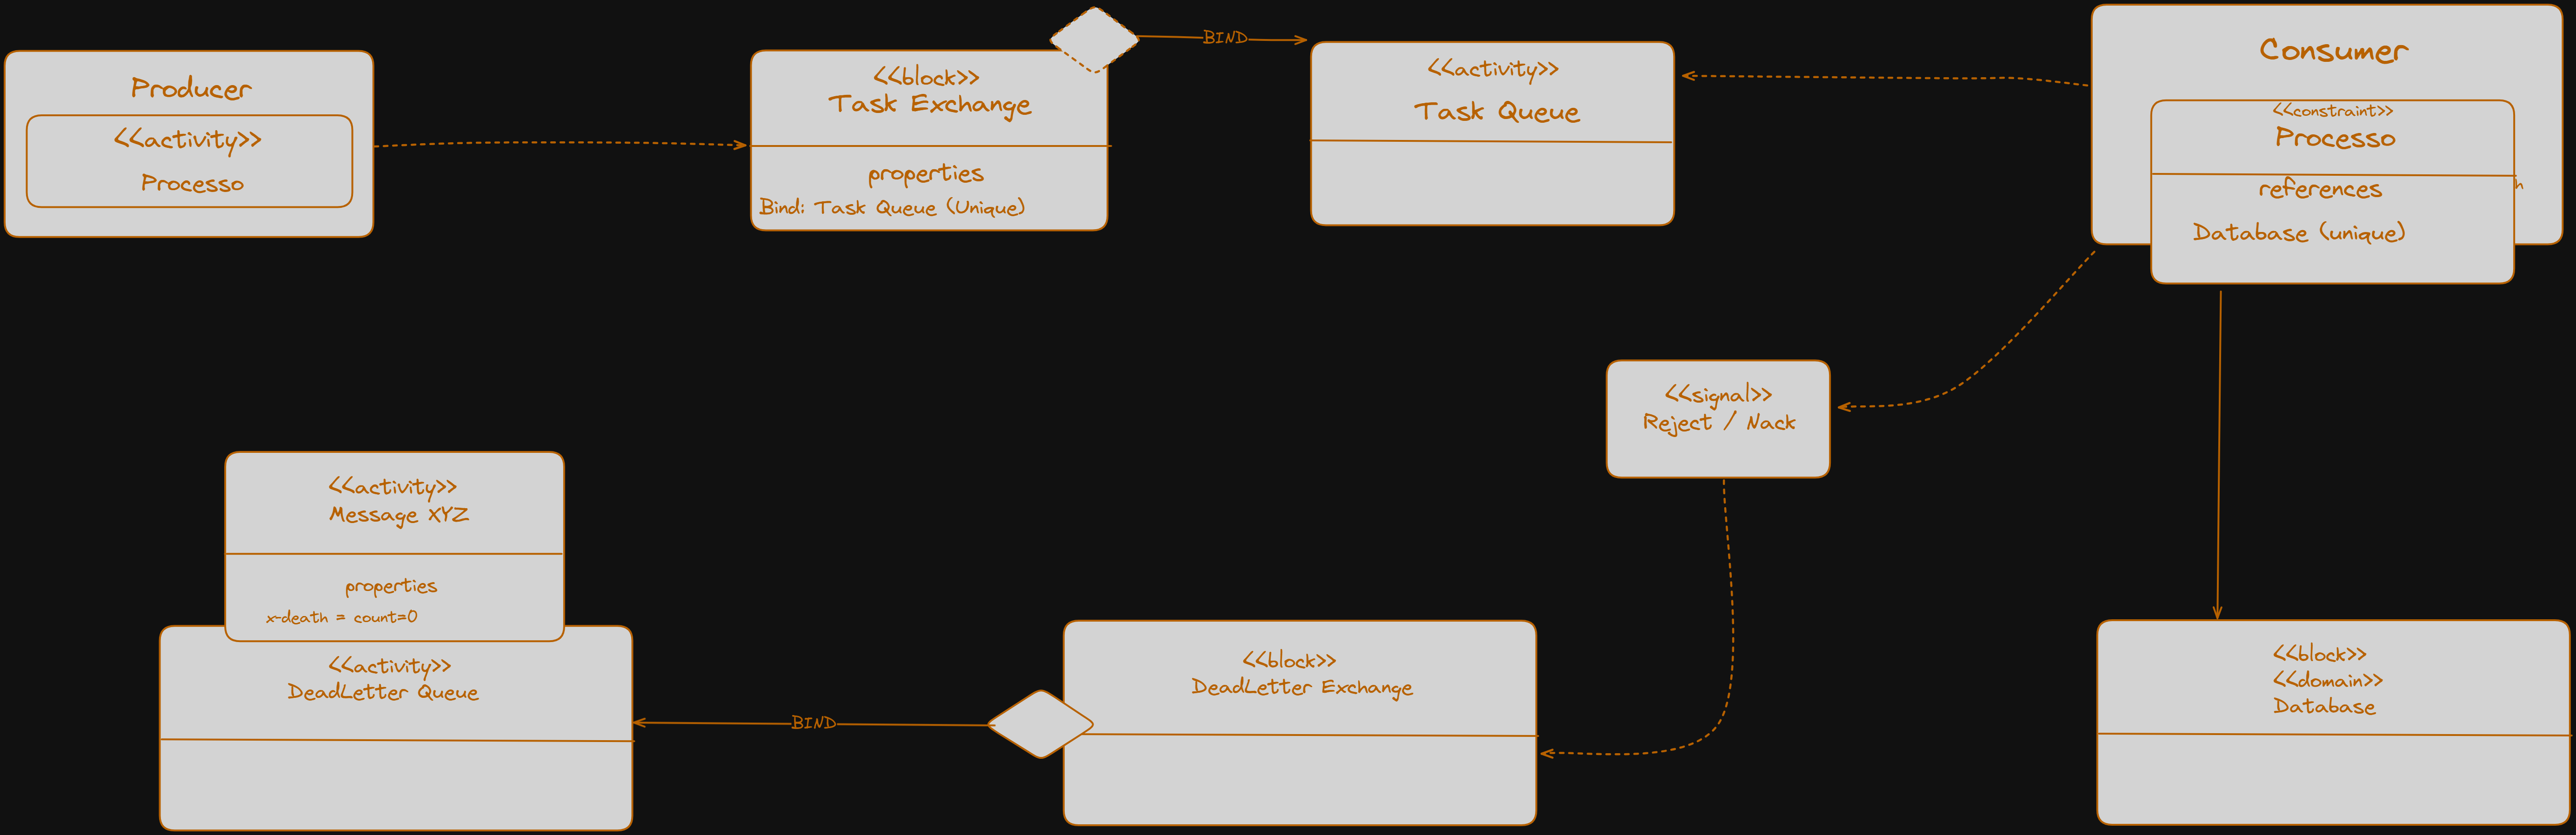 Producer
<<activity>>
Processo
<<block>>
Task Exchange
properties
Bind: Task Queue (Unique)
BIND
<<activity>>
Task Queue
Consumer
<<constraint>>
Processo
references
h
Database (unique)
<<signal>>
Reject / Nack
<<activity>>
Message XYZ
properties
x-death = count=0
<<activity>>
DeadLetter Queue
BIND
<<block>>
DeadLetter Exchange
<<block>>
<<domain>>
Database